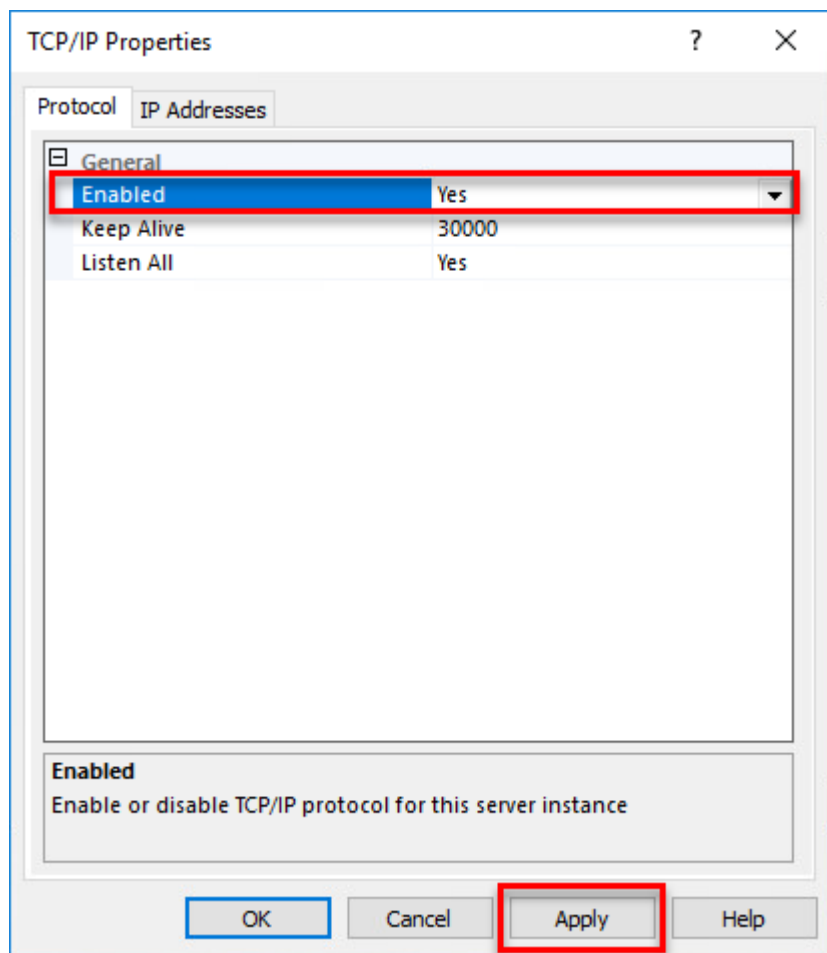 TCP/IP Properties ?
Protocol IP Addresses
General
Enabled Yes
Keep Alive 30000
Listen All Yes
Enabled
Enable or disable TCP/IP protocol for this server instance
OK Cancel Apply Help